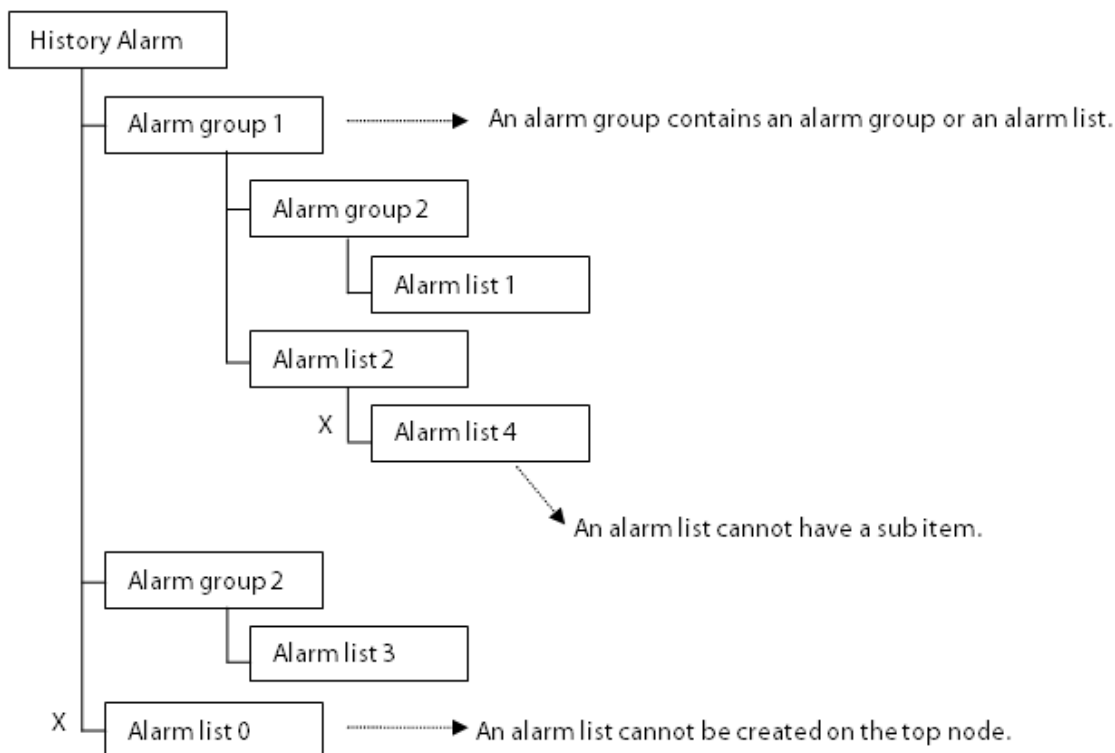 History Alarm
Alarm group 1
An alarm group contains an alarm group or an alarm list.
Alarm group 2
Alarm list 1
Alarm list 2
X
Alarm list 4
An alarm list cannot have a sub item.
Alarm group 2
Alarm list 3
X
Alarm list 0
An alarm list cannot be created on the top node.